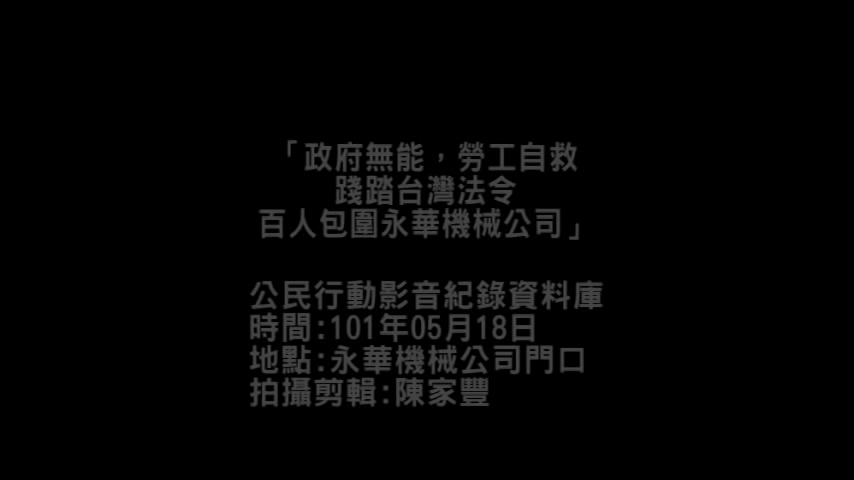 「政府無能，勞工自救
踐踏台灣法令
百人包圍永華機械公司」
公民行動影音紀錄資料庫
時間:101年05月18日
地點:永華機械公司門口
拍攝剪輯:陳家豐